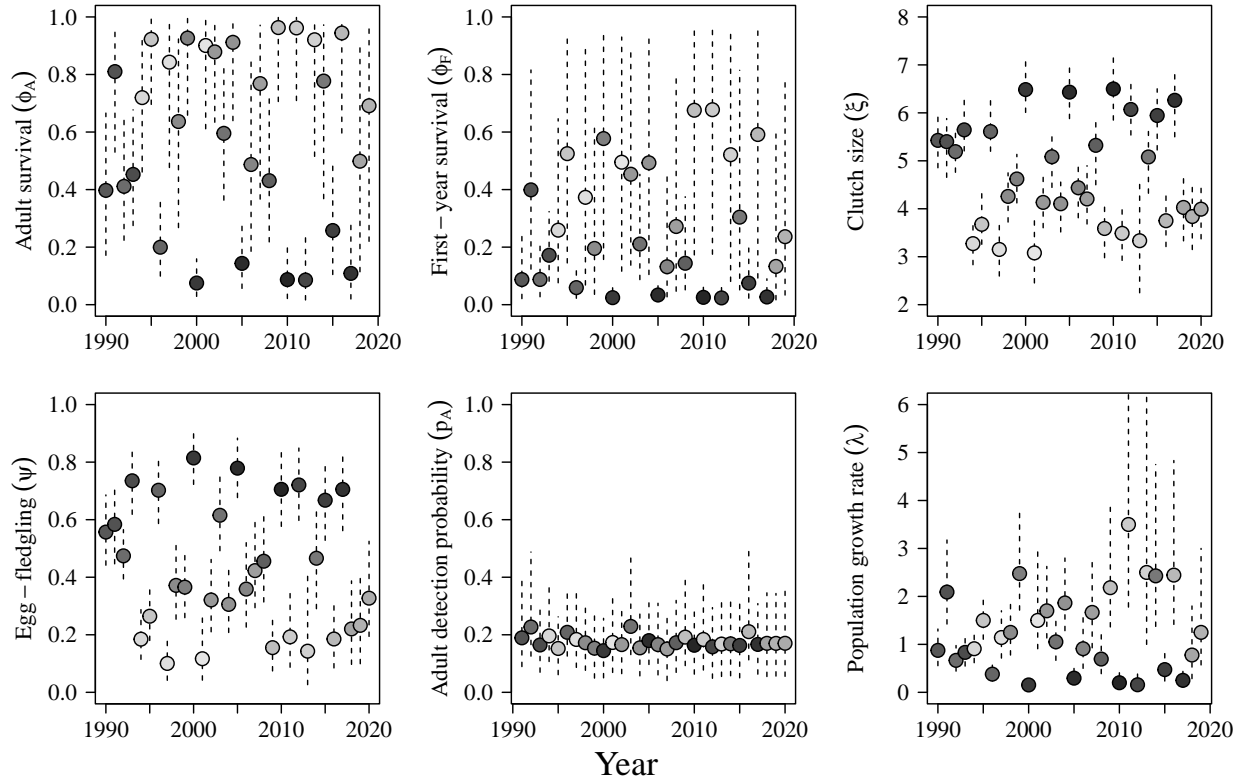 Adult survival (ϕA)
1.0
0.8
0.6
0.4
0.2
0.0
1990 2000 2010 2020
First−year survival (ϕF)
1.0
0.8
0.6
0.4
0.2
0.0
1990 2000 2010 2020
Clutch size (ξ)
8
7
6
5
4
3
2
1990 2000 2010 2020
Egg−fledgling (ψ)
1.0
0.8
0.6
0.4
0.2
0.0
1990 2000 2010 2020
Adult detection probability (pA)
1.0
0.8
0.6
0.4
0.2
0.0
1990 2000 2010 2020
Population growth rate (λ)
6
5
4
3
2
1
0
1990 2000 2010 2020
Year